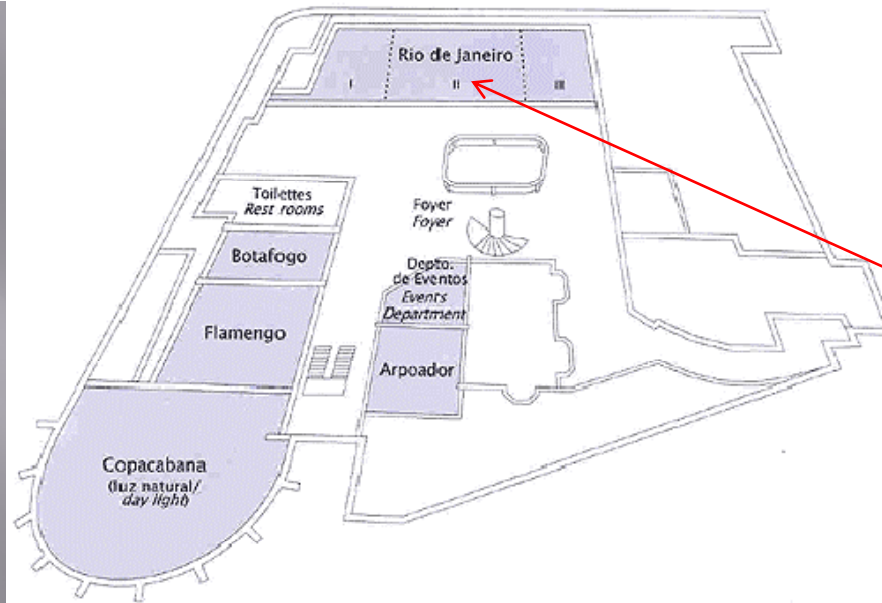 Rio de Janeiro
I
II
III
Toilettes
Rest rooms
Foyer
Foyer
Botafogo
Depto.
de Eventos
Events
Department
Flamengo
Arpoador
Copacabana
(luz natural/
day light)